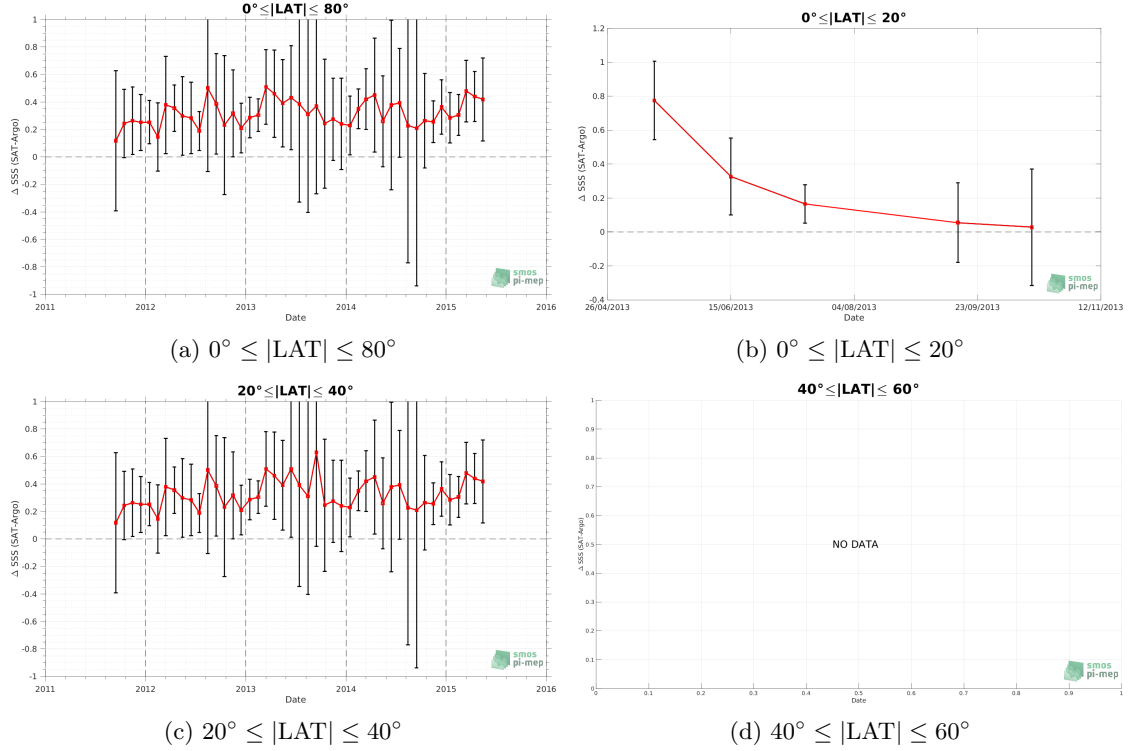 0°≤|LAT|≤ 80°
Δ SSS (SAT-Argo)
1
0.8
0.6
0.4
0.2
0
-0.2
-0.4
-0.6
-0.8
-1
2011 2012 2013 2014 2015 2016
Date
smos
pi-mep
(a) 0° ≤ |LAT| ≤ 80°
0°≤|LAT|≤ 20°
Δ SSS (SAT-Argo)
1.2
1
0.8
0.6
0.4
0.2
0
-0.2
-0.4
26/04/2013 15/06/2013 04/08/2013 23/09/2013 12/11/2013
Date
smos
pi-mep
(b) 0° ≤ |LAT| ≤ 20°
20°≤|LAT|≤ 40°
Δ SSS (SAT-Argo)
1
0.8
0.6
0.4
0.2
0
-0.2
-0.4
-0.6
-0.8
-1
2011 2012 2013 2014 2015 2016
Date
smos
pi-mep
(c) 20° ≤ |LAT| ≤ 40°
40°≤|LAT|≤ 60°
Δ SSS (SAT-Argo)
1
0.9
0.8
0.7
0.6
0.5
0.4
0.3
0.2
0.1
0
NO DATA
0 0.1 0.2 0.3 0.4 0.5 0.6 0.7 0.8 0.9 1
Date
smos
pi-mep
(d) 40° ≤ |LAT| ≤ 60°